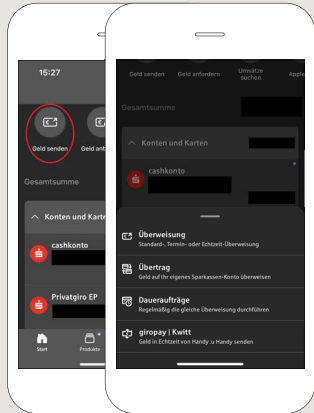 15:27
Geld senden
Geld ant
Gesamtsumme
Konten und Karte
cashkonto
Privatgiro EP
Start
Produkte
Geld senden
Geld anfordern
Umsätze
suchen
Apple
Gesamtsumme
Konten und Karten
cashkonto
Überweisung
Standard-, Termin- oder Echtzeit-Überweisung
Übertrag
Geld auf Ihr eigenes Sparkassen-Konto überweisen
Daueraufträge
Regelmäßig die gleiche Überweisung durchführen
giropay | Kwitt
Geld in Echtzeit von Handy zu Handy senden